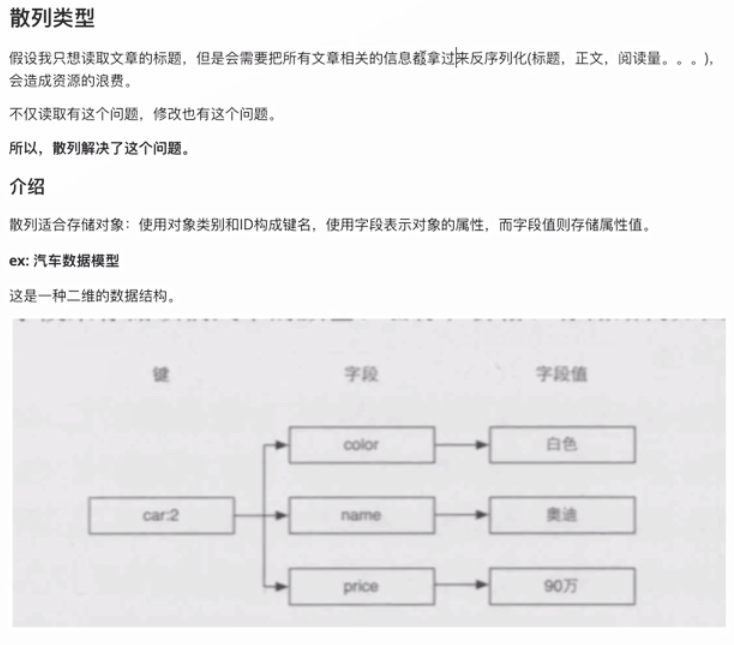 散列类型
假设我只想读取文章的标题，但是会需要把所有文章相关的信息都拿过来反序列化(标题，正文，阅读量。。。),
会造成资源的浪费。
不仅读取有这个问题，修改也有这个问题。
所以，散列解决了这个问题。
介绍
散列适合存储对象：使用对象类别和ID构成键名，使用字段表示对象的属性，而字段值则存储属性值。
ex: 汽车数据模型
这是一种二维的数据结构。
键 字段 字段值
color 白色
car:2 name 奥迪
price 90万